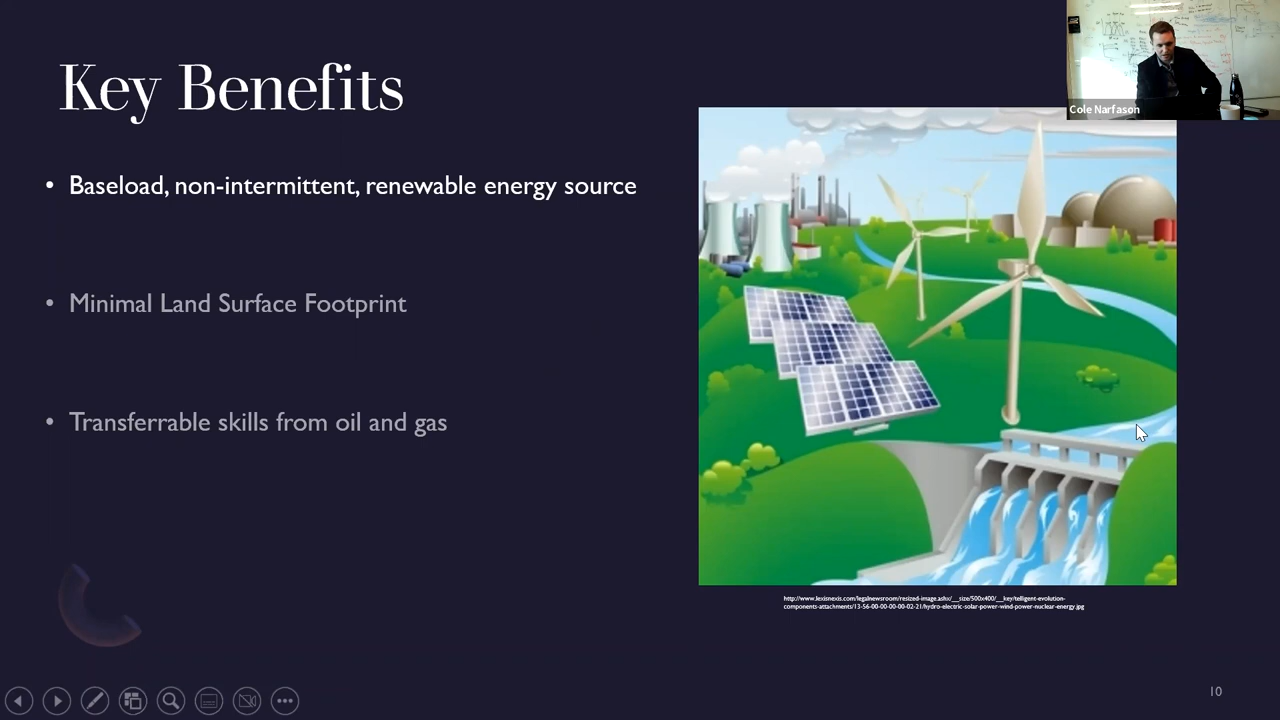 Key Benefits
Cole Narfason
• Baseload, non-intermittent, renewable energy source
• Minimal Land Surface Footprint
• Transferrable skills from oil and gas
http://www.lexisnexis.com/legalnewsroom/resized-image.ashx/__size/500x400/__key/telligent-evolution-
components-attachments/13-56-00-00-00-00-02-21/hydro-electric-solar-power-wind-power-nuclear-energy.jpg
10